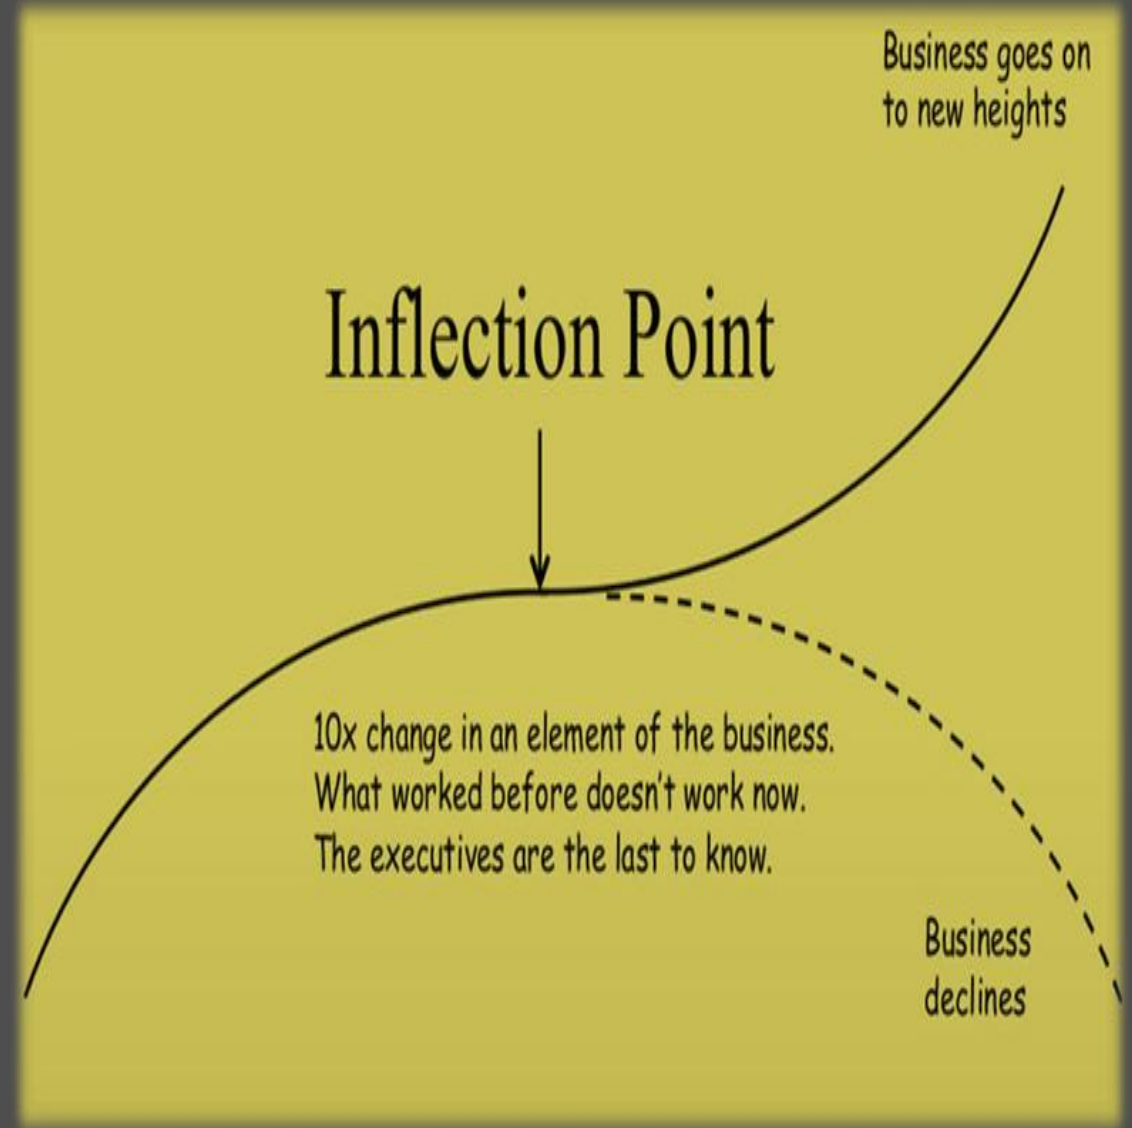 Business goes on
to new heights
Inflection Point
10x change in an element of the business.
What worked before doesn't work now.
The executives are the last to know.
Business
declines